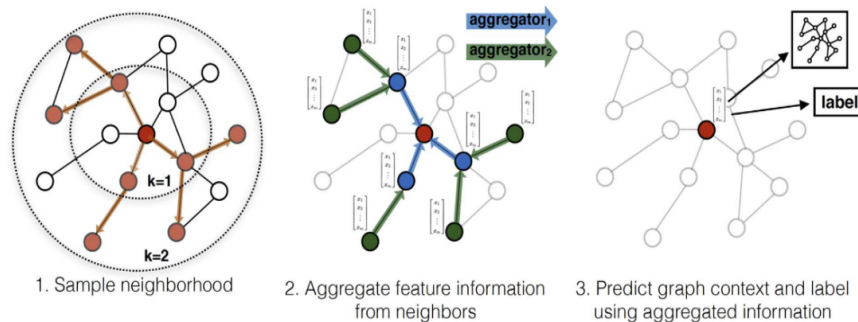 aggregator₁
aggregator₂
label
k=1
k=2
1. Sample neighborhood
2. Aggregate feature information
from neighbors
3. Predict graph context and label
using aggregated information